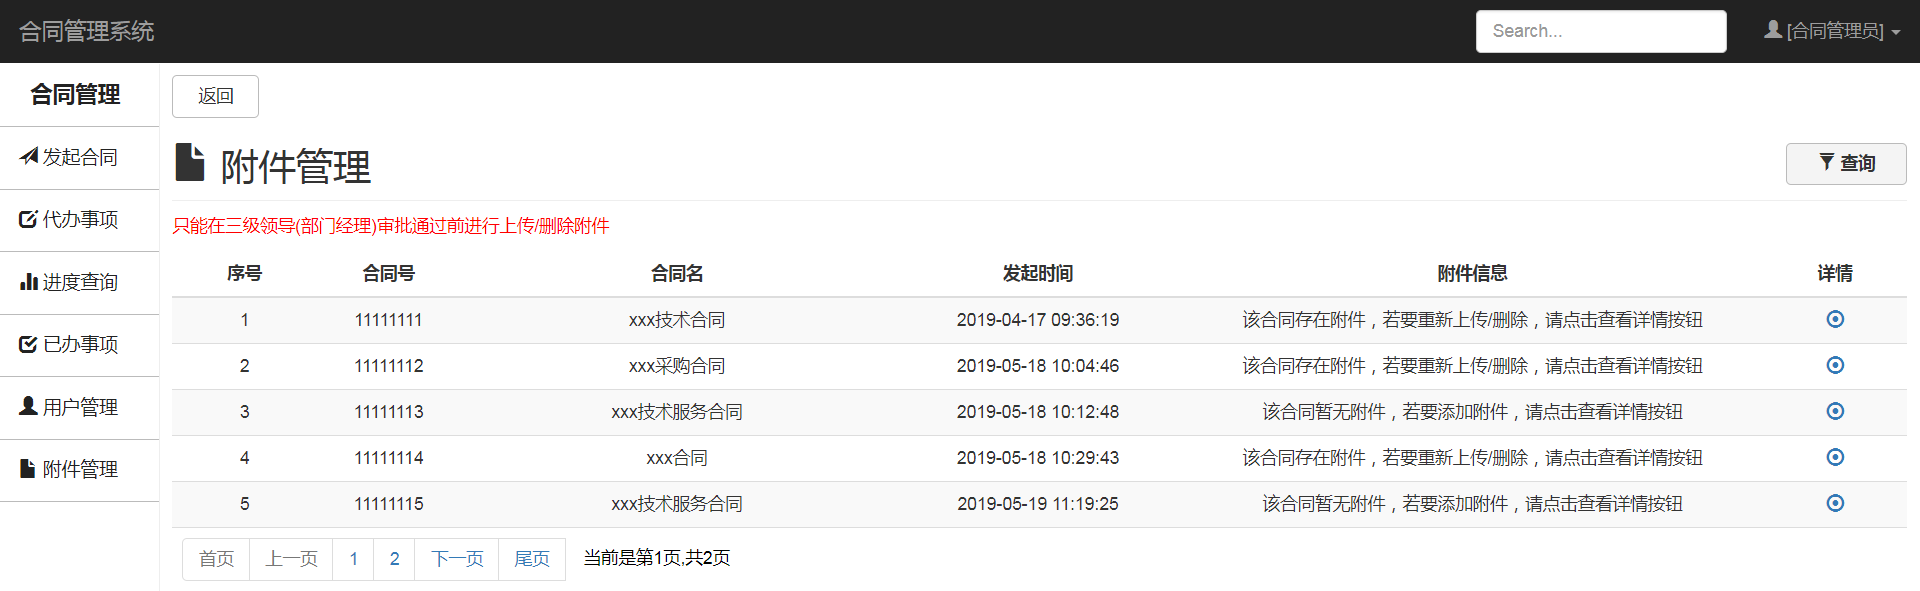 合同管理系统
Search...
[合同管理员]
合同管理
发起合同
代办事项
进度查询
已办事项
用户管理
附件管理
返回
附件管理
查询
只能在三级领导(部门经理)审批通过前进行上传/删除附件
序号 合同号 合同名 发起时间 附件信息 详情
1 11111111 xxx技术合同 2019-04-17 09:36:19 该合同存在附件，若要重新上传/删除，请点击查看详情按钮
2 11111112 xxx采购合同 2019-05-18 10:04:46 该合同存在附件，若要重新上传/删除，请点击查看详情按钮
3 11111113 xxx技术服务合同 2019-05-18 10:12:48 该合同暂无附件，若要添加附件，请点击查看详情按钮
4 11111114 xxx合同 2019-05-18 10:29:43 该合同存在附件，若要重新上传/删除，请点击查看详情按钮
5 11111115 xxx技术服务合同 2019-05-19 11:19:25 该合同暂无附件，若要添加附件，请点击查看详情按钮
首页 上一页 1 2 下一页 尾页 当前是第1页,共2页